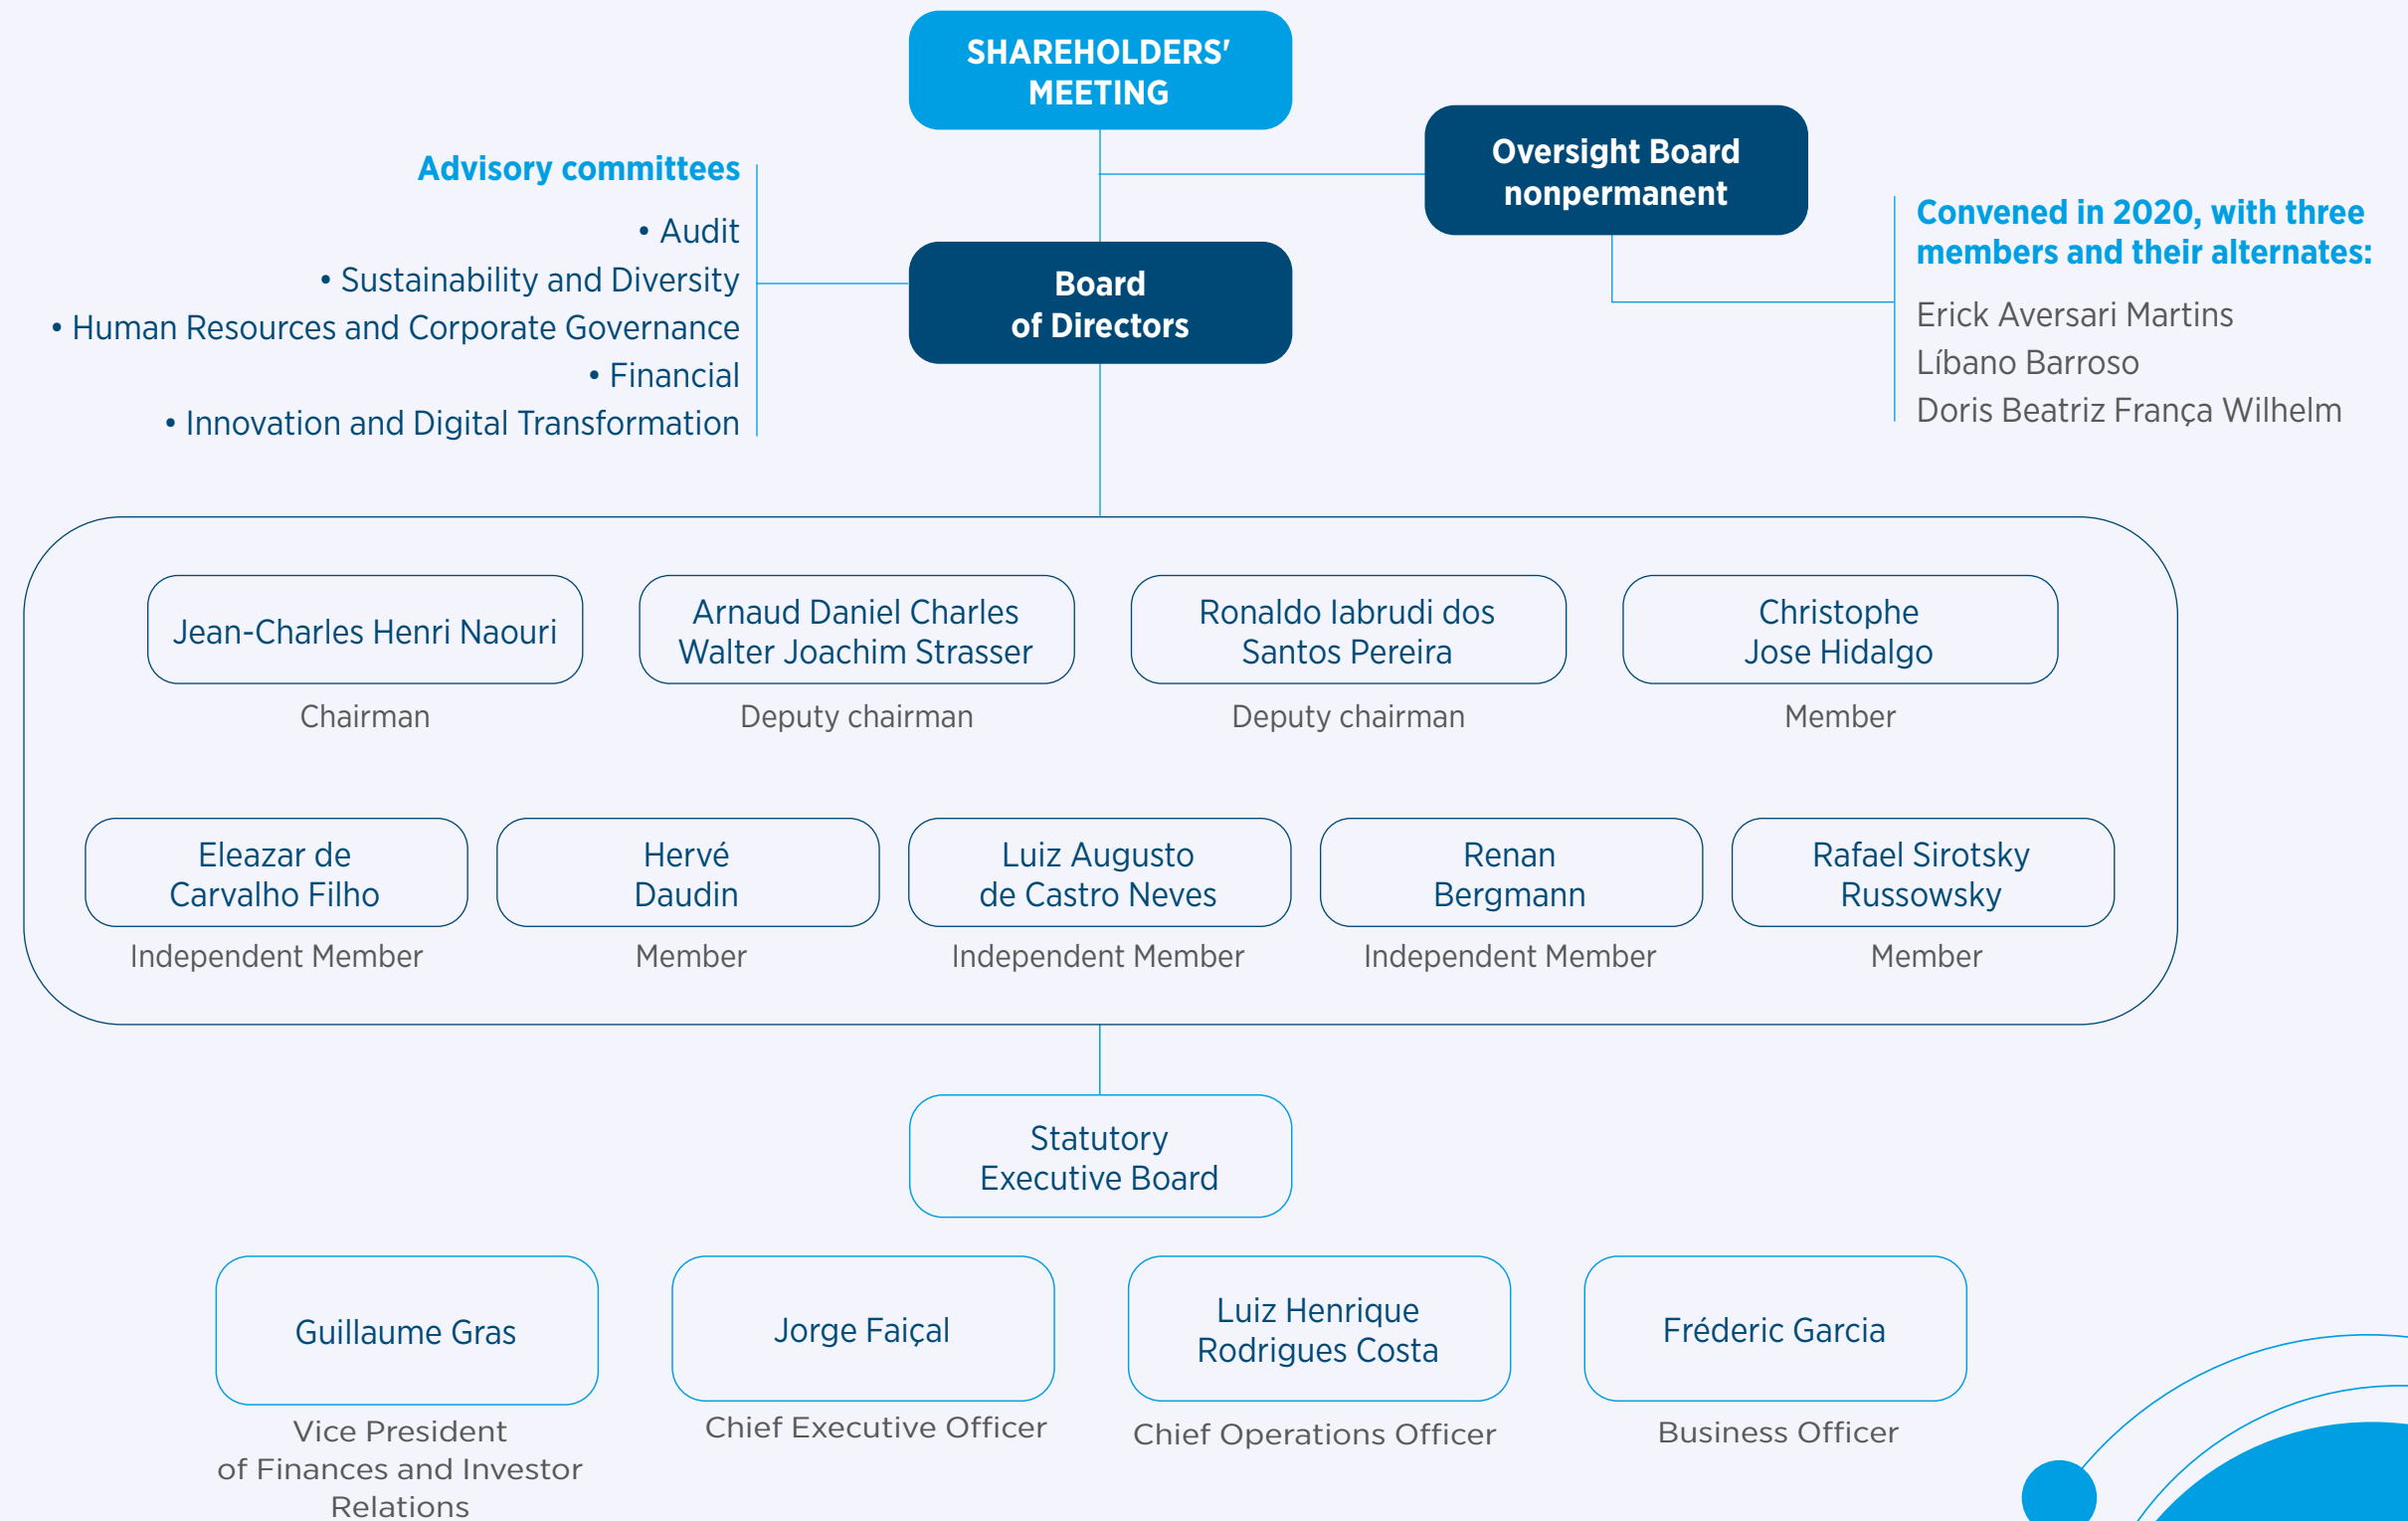 SHAREHOLDERS'
MEETING
Oversight Board
nonpermanent
Convened in 2020, with three
members and their alternates:
Erick Aversari Martins
Líbano Barroso
Doris Beatriz França Wilhelm
Advisory committees
• Audit
• Sustainability and Diversity
• Human Resources and Corporate Governance
• Financial
• Innovation and Digital Transformation
Board
of Directors
Jean-Charles Henri Naouri
Chairman
Arnaud Daniel Charles
Walter Joachim Strasser
Deputy chairman
Ronaldo Iabrudi dos
Santos Pereira
Deputy chairman
Christophe
Jose Hidalgo
Member
Eleazar de
Carvalho Filho
Independent Member
Hervé
Daudin
Member
Luiz Augusto
de Castro Neves
Independent Member
Renan
Bergmann
Independent Member
Rafael Sirotsky
Russowsky
Member
Statutory
Executive Board
Guillaume Gras
Vice President
of Finances and Investor
Relations
Jorge Faiçal
Chief Executive Officer
Luiz Henrique
Rodrigues Costa
Chief Operations Officer
Fréderic Garcia
Business Officer